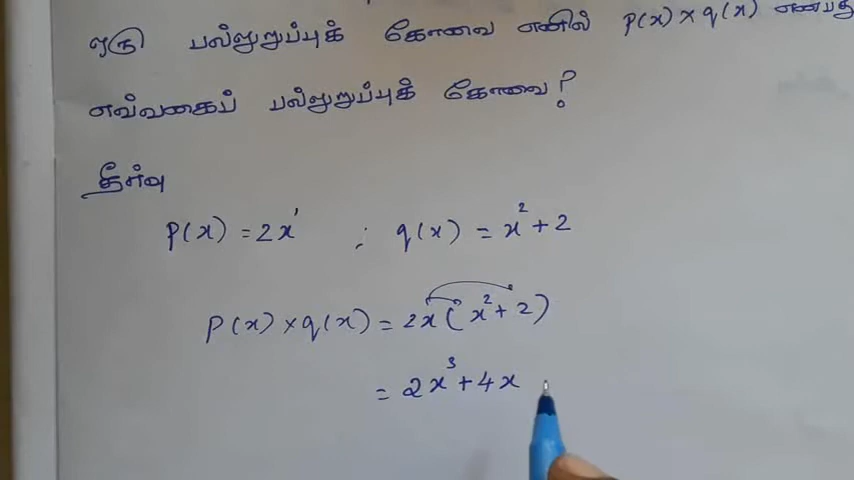 ஒரு பல்லுறுப்புக் கோவை எனில் p(x) × q(x) என்பத
எவ்வகைப் பல்லுறுப்புக் கோவை?
தீர்வு
p(x) = 2x¹ ; q(x) = x² + 2
p(x) × q(x) = 2x (x² + 2)
= 2x³ + 4x